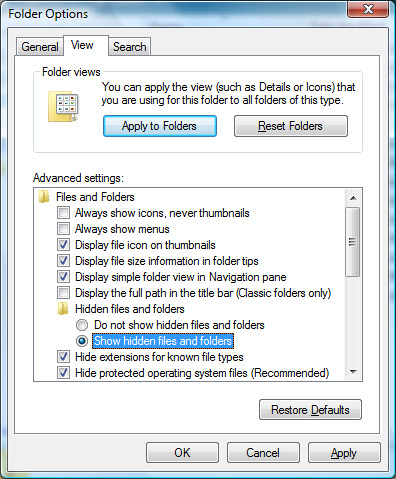 Folder Options
General View Search
Folder views
You can apply the view (such as Details or Icons) that
you are using for this folder to all folders of this type.
Apply to Folders Reset Folders
Advanced settings:
Files and Folders
Always show icons, never thumbnails
Always show menus
Display file icon on thumbnails
Display file size information in folder tips
Display simple folder view in Navigation pane
Display the full path in the title bar (Classic folders only)
Hidden files and folders
Do not show hidden files and folders
Show hidden files and folders
Hide extensions for known file types
Hide protected operating system files (Recommended)
Restore Defaults
OK Cancel Apply